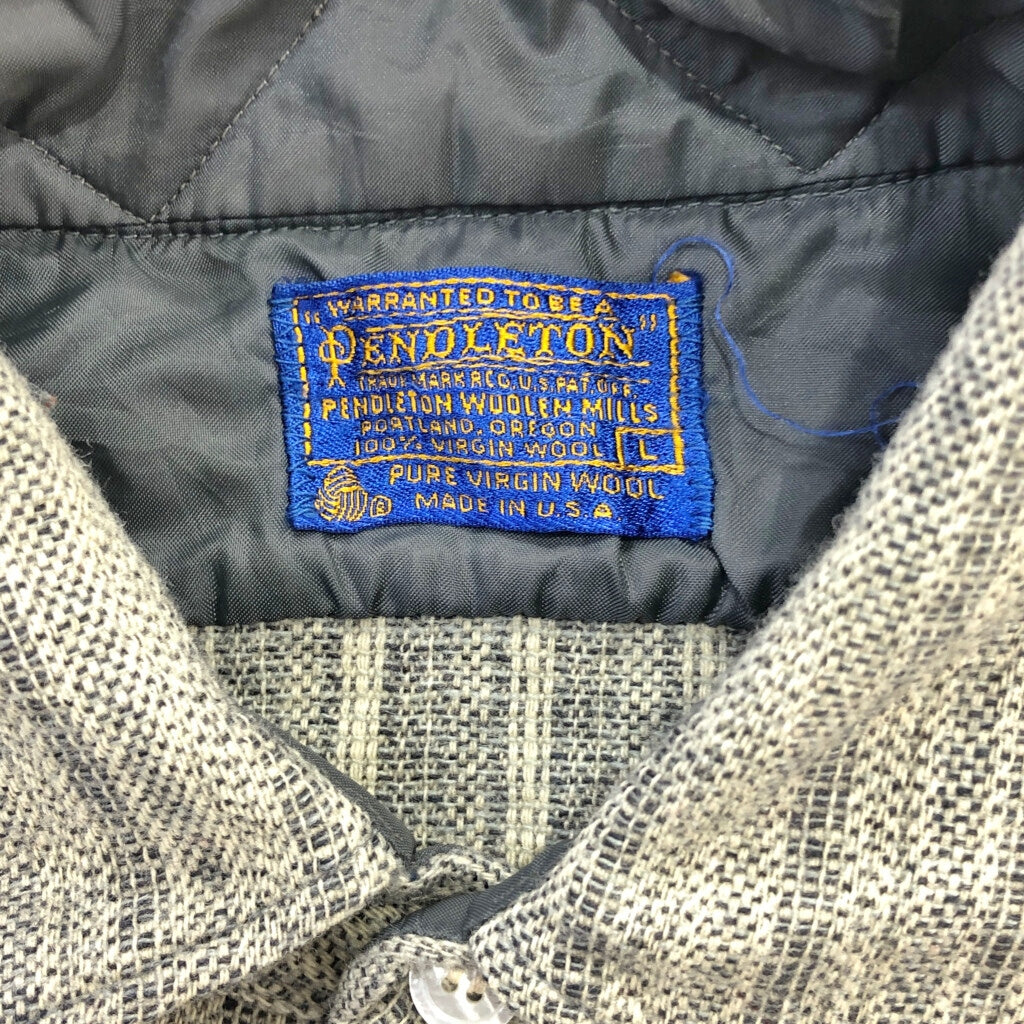 "WARRANTED TO BE A
PENDLETON"
TRADE MARK REG. U.S. PAT. OFF.
PENDLETON WOOLEN MILLS
PORTLAND, OREGON
100% VIRGIN WOOL L
PURE VIRGIN WOOL
® MADE IN U.S.A.